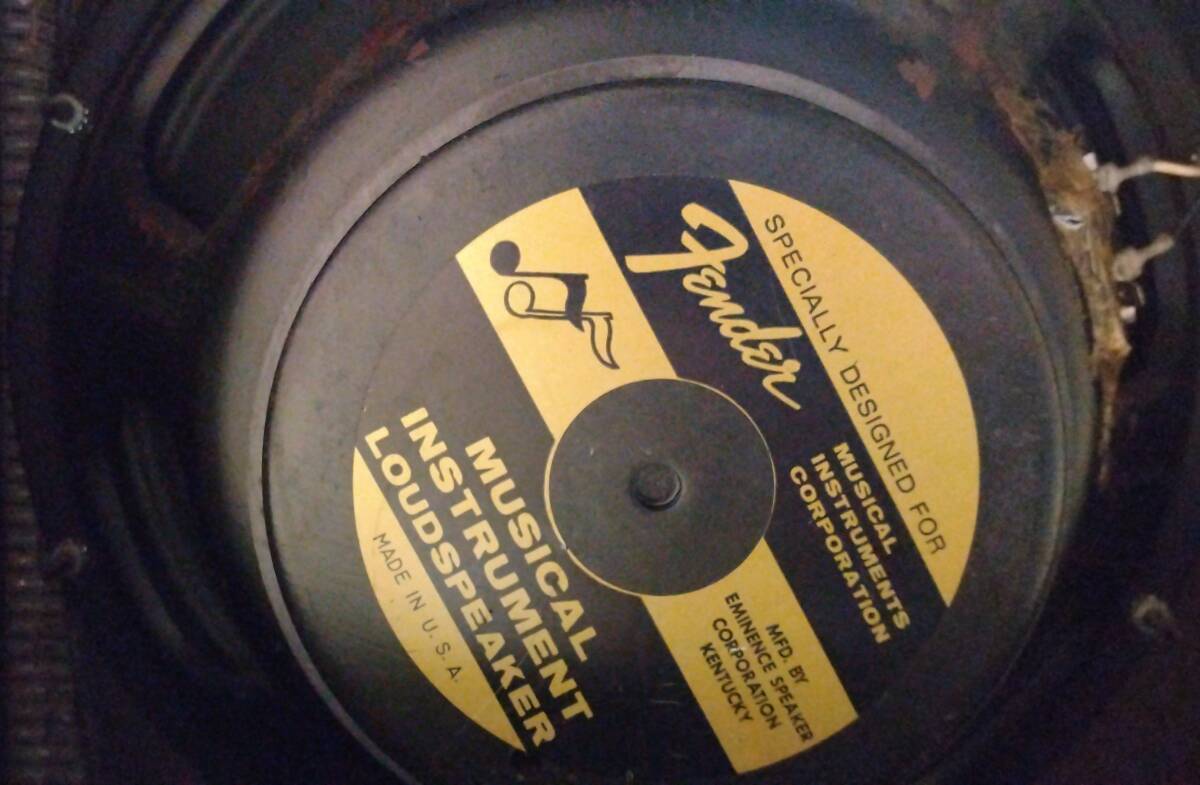 SPECIALLY DESIGNED FOR
Fender
MUSICAL
INSTRUMENTS
CORPORATION
MFD. BY
EMINENCE SPEAKER
CORPORATION
KENTUCKY
MUSICAL
INSTRUMENT
LOUDSPEAKER
MADE IN U. S. A.